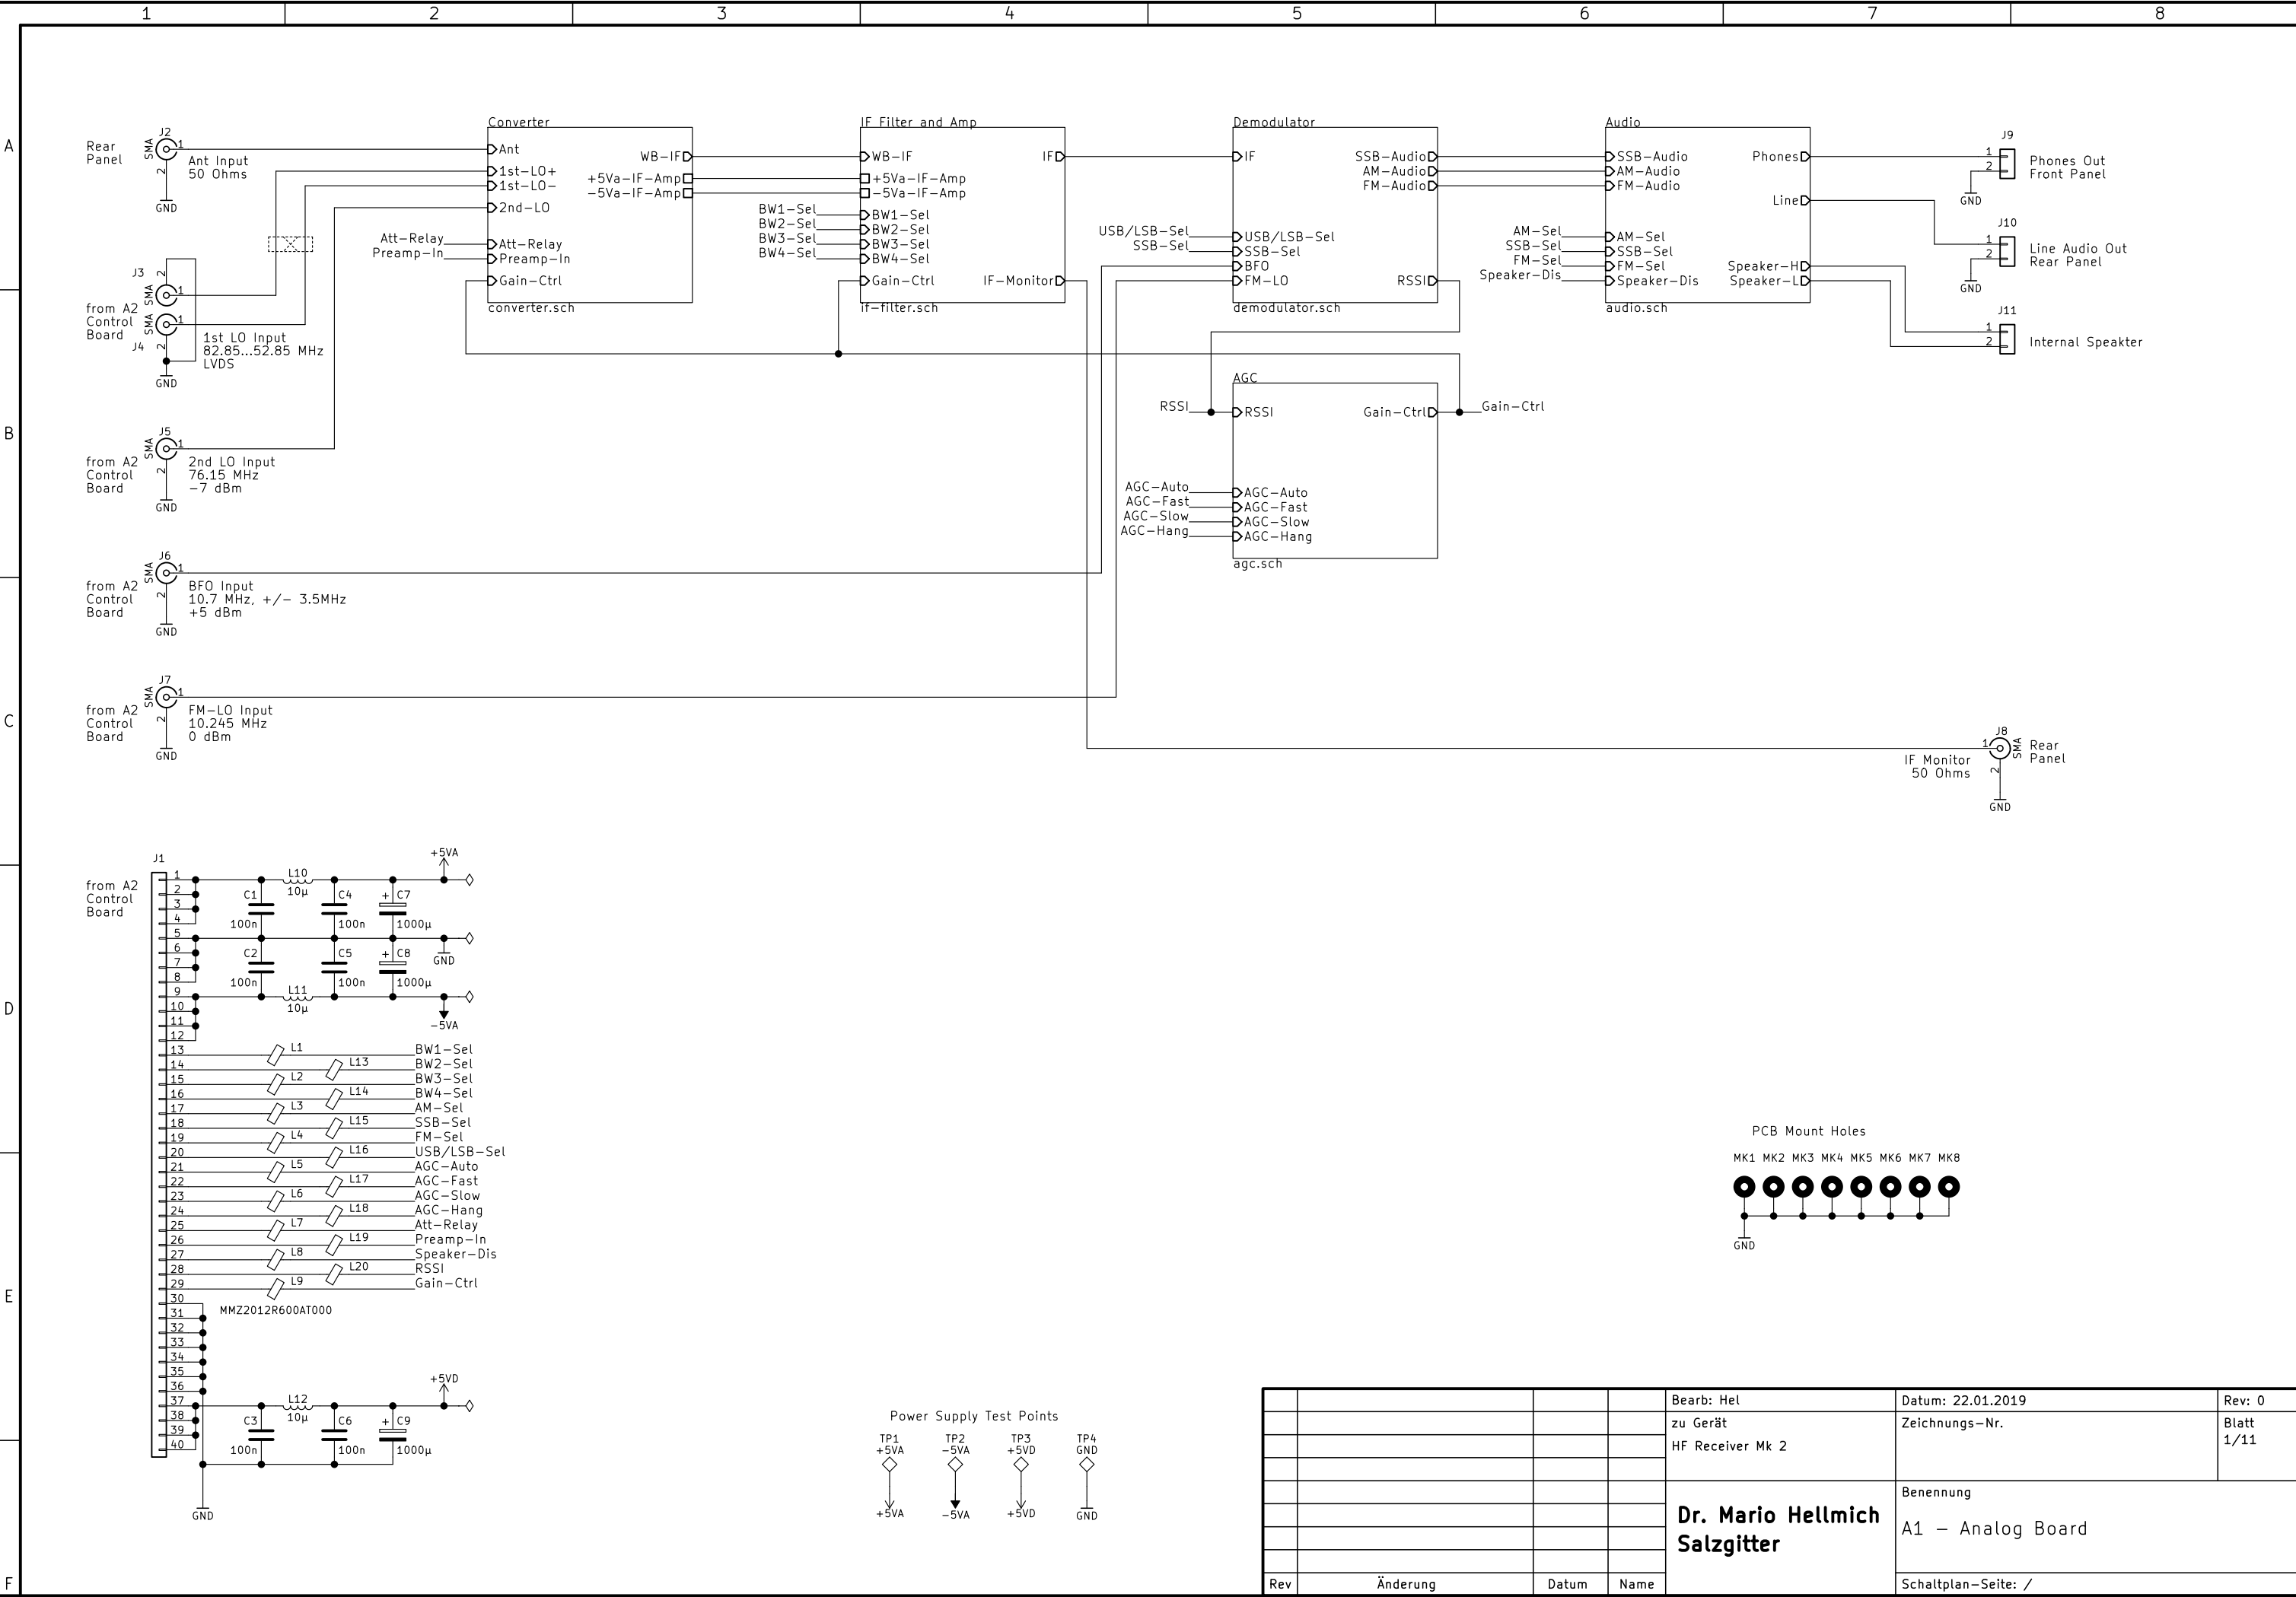 1 2 3 4 5 6 7 8
A
B
C
D
E
F
Rear
Panel
J2
SMA
1
2
Ant Input
50 Ohms
GND
J3
SMA
2
1
from A2
Control
Board
SMA
1
J4
2
1st LO Input
82.85...52.85 MHz
LVDS
GND
J5
SMA
1
2
from A2
Control
Board
2nd LO Input
76.15 MHz
-7 dBm
GND
J6
SMA
1
2
from A2
Control
Board
BFO Input
10.7 MHz, +/- 3.5MHz
+5 dBm
GND
J7
SMA
1
2
from A2
Control
Board
FM-LO Input
10.245 MHz
0 dBm
GND
Converter
Ant
1st-LO+
1st-LO-
2nd-LO
Att-Relay Att-Relay
Preamp-In Preamp-In
Gain-Ctrl
WB-IF
+5Va-IF-Amp
-5Va-IF-Amp
converter.sch
IF Filter and Amp
WB-IF
+5Va-IF-Amp
-5Va-IF-Amp
BW1-Sel BW1-Sel
BW2-Sel BW2-Sel
BW3-Sel BW3-Sel
BW4-Sel BW4-Sel
Gain-Ctrl
IF
IF-Monitor
if-filter.sch
Demodulator
IF
USB/LSB-Sel USB/LSB-Sel
SSB-Sel SSB-Sel
BFO
FM-LO
SSB-Audio
AM-Audio
FM-Audio
RSSI
demodulator.sch
AGC
RSSI RSSI
Gain-Ctrl Gain-Ctrl
AGC-Auto AGC-Auto
AGC-Fast AGC-Fast
AGC-Slow AGC-Slow
AGC-Hang AGC-Hang
agc.sch
Audio
SSB-Audio
AM-Audio
FM-Audio
AM-Sel AM-Sel
SSB-Sel SSB-Sel
FM-Sel FM-Sel
Speaker-Dis Speaker-Dis
Phones
Line
Speaker-H
Speaker-L
audio.sch
J9
1
2
Phones Out
Front Panel
GND
J10
1
2
Line Audio Out
Rear Panel
GND
J11
1
2
Internal Speakter
J8
1
SMA
2
Rear
Panel
IF Monitor
50 Ohms
GND
J1
from A2
Control
Board
1
2
3
4
5
6
7
8
9
10
11
12
13 L1 BW1-Sel
14 L13 BW2-Sel
15 L2 BW3-Sel
16 L14 BW4-Sel
17 L3 AM-Sel
18 L15 SSB-Sel
19 L4 FM-Sel
20 L16 USB/LSB-Sel
21 L5 AGC-Auto
22 L17 AGC-Fast
23 L6 AGC-Slow
24 L18 AGC-Hang
25 L7 Att-Relay
26 L19 Preamp-In
27 L8 Speaker-Dis
28 L20 RSSI
29 L9 Gain-Ctrl
30
31
32
33
34
35
36
37
38
39
40
MMZ2012R600AT000
+5VA
L10
10µ
C1
100n
C4
100n
+ C7
1000µ
GND
C2
100n
C5
100n
+ C8
1000µ
L11
10µ
-5VA
+5VD
L12
10µ
C3
100n
C6
100n
+ C9
1000µ
GND
Power Supply Test Points
TP1 TP2 TP3 TP4
+5VA -5VA +5VD GND
+5VA -5VA +5VD GND
PCB Mount Holes
MK1 MK2 MK3 MK4 MK5 MK6 MK7 MK8
GND
Bearb: Hel
Datum: 22.01.2019
Rev: 0
zu Gerät
HF Receiver Mk 2
Zeichnungs-Nr.
Blatt
1/11
Dr. Mario Hellmich
Salzgitter
Benennung
A1 - Analog Board
Rev Änderung Datum Name
Schaltplan-Seite: /